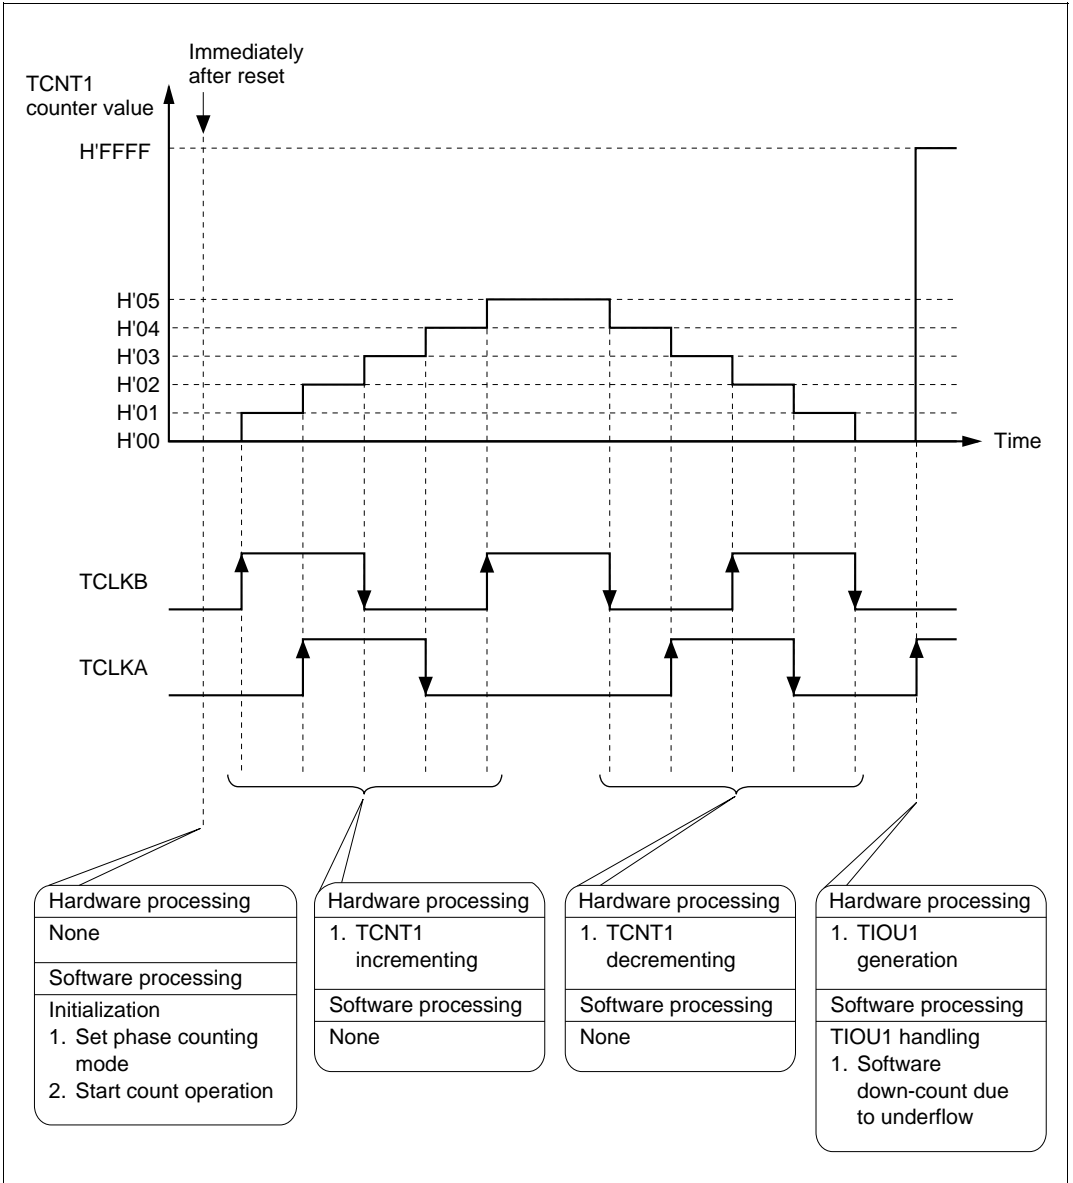 Immediately
after reset
TCNT1
counter value
H'FFFF
H'05
H'04
H'03
H'02
H'01
H'00
Time
TCLKB
TCLKA
Hardware processing
None
Software processing
Initialization
1. Set phase counting
mode
2. Start count operation
Hardware processing
1. TCNT1
incrementing
Software processing
None
Hardware processing
1. TCNT1
decrementing
Software processing
None
Hardware processing
1. TIOU1
generation
Software processing
TIOU1 handling
1. Software
down-count due
to underflow